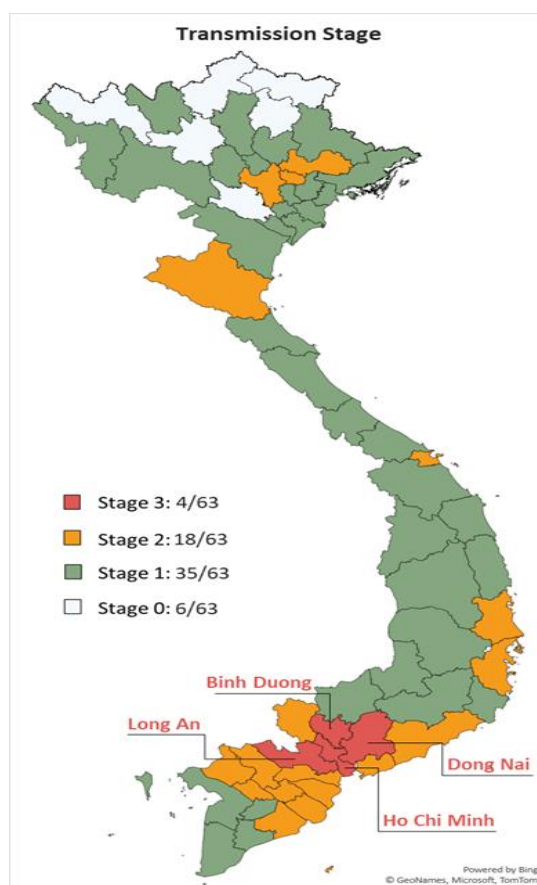 Transmission Stage
Stage 3: 4/63
Stage 2: 18/63
Stage 1: 35/63
Stage 0: 6/63
Binh Duong
Long An
Dong Nai
Ho Chi Minh
Powered by Bing
© GeoNames, Microsoft, TomTom